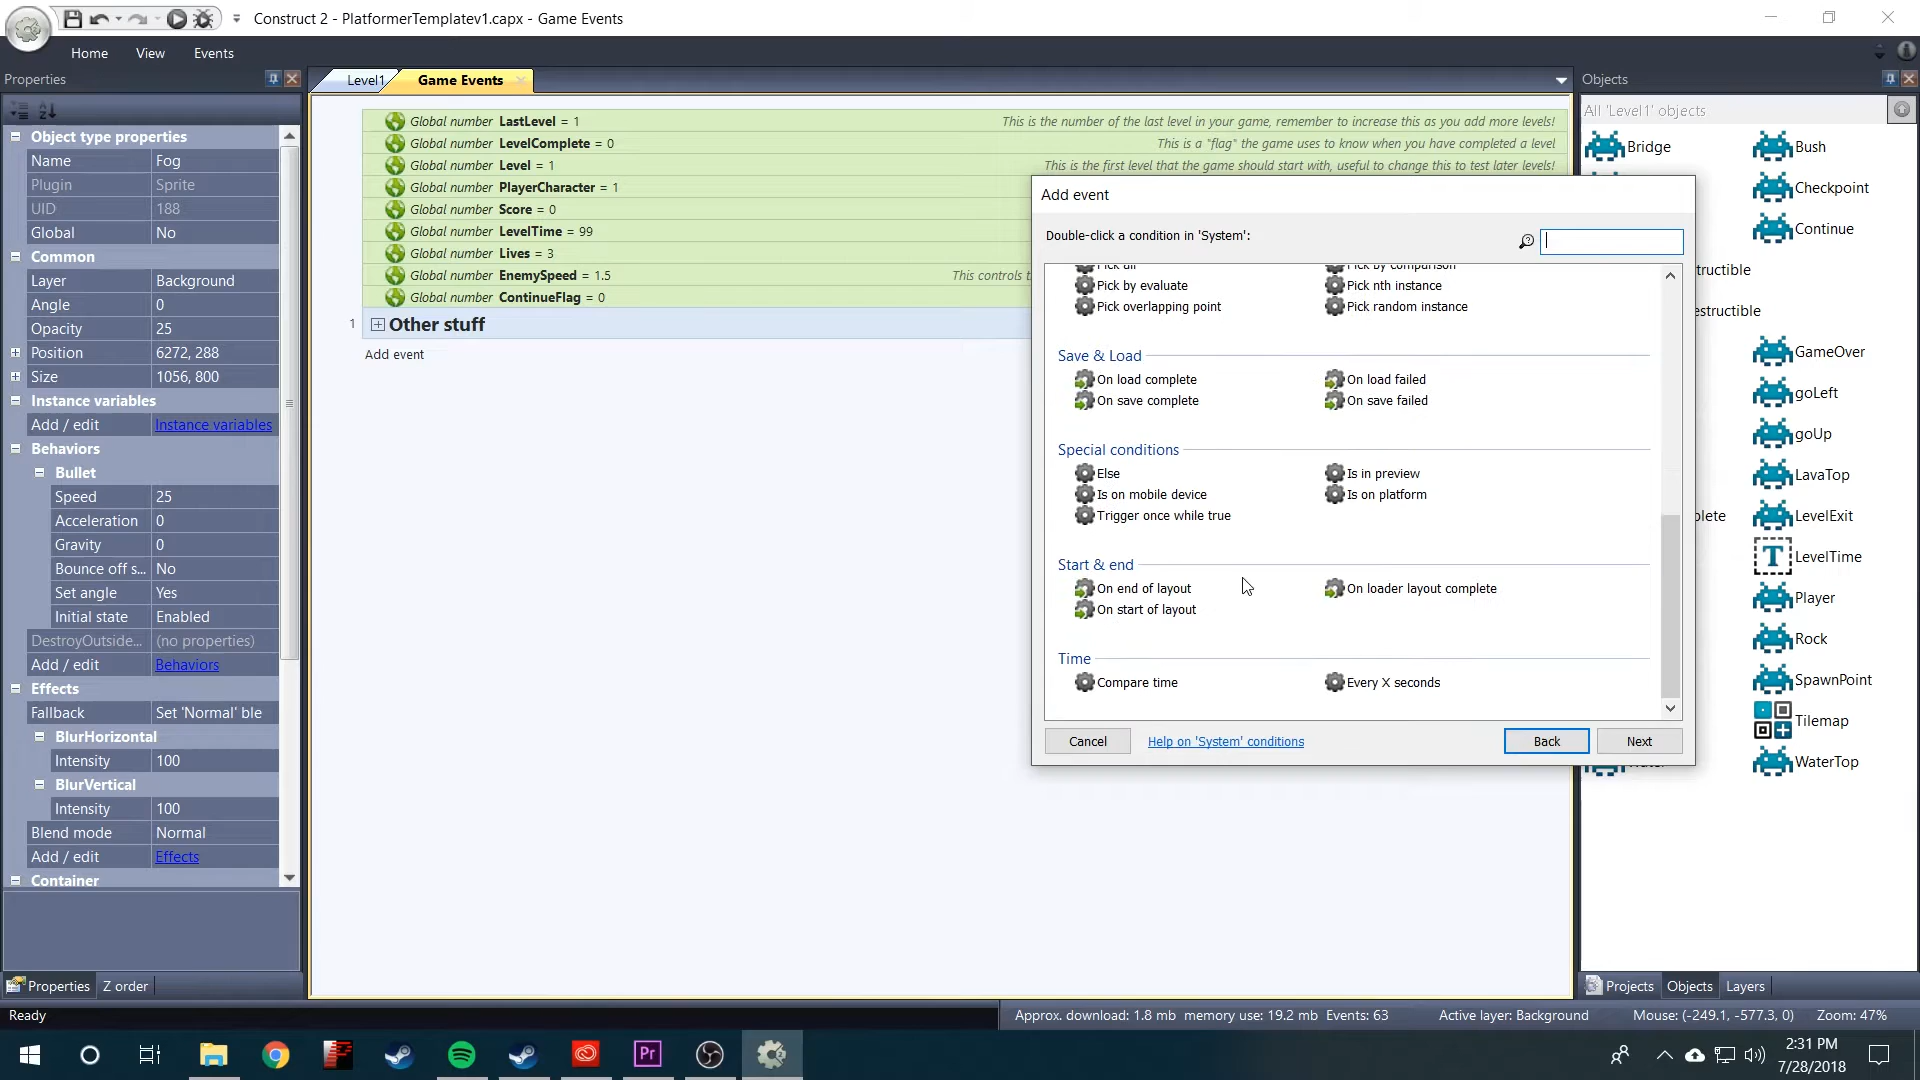 Construct 2 - PlatformerTemplatev1.capx - Game Events
Home View Events
Properties
Object type properties
Name Fog
Plugin Sprite
UID 188
Global No
Common
Layer Background
Angle 0
Opacity 25
Position 6272, 288
Size 1056, 800
Instance variables
Add / edit Instance variables
Behaviors
Bullet
Speed 25
Acceleration 0
Gravity 0
Bounce off s... No
Set angle Yes
Initial state Enabled
DestroyOutside... (no properties)
Add / edit Behaviors
Effects
Fallback Set 'Normal' ble
BlurHorizontal
Intensity 100
BlurVertical
Intensity 100
Blend mode Normal
Add / edit Effects
Container
Properties Z order
Level1 Game Events
Global number LastLevel = 1 This is the number of the last level in your game, remember to increase this as you add more levels!
Global number LevelComplete = 0 This is a "flag" the game uses to know when you have completed a level
Global number Level = 1 This is the first level that the game should start with, useful to change this to test later levels!
Global number PlayerCharacter = 1
Global number Score = 0
Global number LevelTime = 99
Global number Lives = 3
Global number EnemySpeed = 1.5 This controls t
Global number ContinueFlag = 0
1 Other stuff
Add event
Add event
Double-click a condition in 'System':
Pick all Pick by comparison
Pick by evaluate Pick nth instance
Pick overlapping point Pick random instance
Save & Load
On load complete On load failed
On save complete On save failed
Special conditions
Else Is in preview
Is on mobile device Is on platform
Trigger once while true
Start & end
On end of layout On loader layout complete
On start of layout
Time
Compare time Every X seconds
Cancel Help on 'System' conditions Back Next
Objects
All 'Level1' objects
Bridge Bush
Checkpoint
Continue
tructible
estructible
GameOver
goLeft
goUp
LavaTop
plete LevelExit
T LevelTime
Player
Rock
SpawnPoint
Tilemap
WaterTop
Projects Objects Layers
Ready Approx. download: 1.8 mb memory use: 19.2 mb Events: 63 Active layer: Background Mouse: (-249.1, -577.3, 0) Zoom: 47%
Pr
2:31 PM
7/28/2018